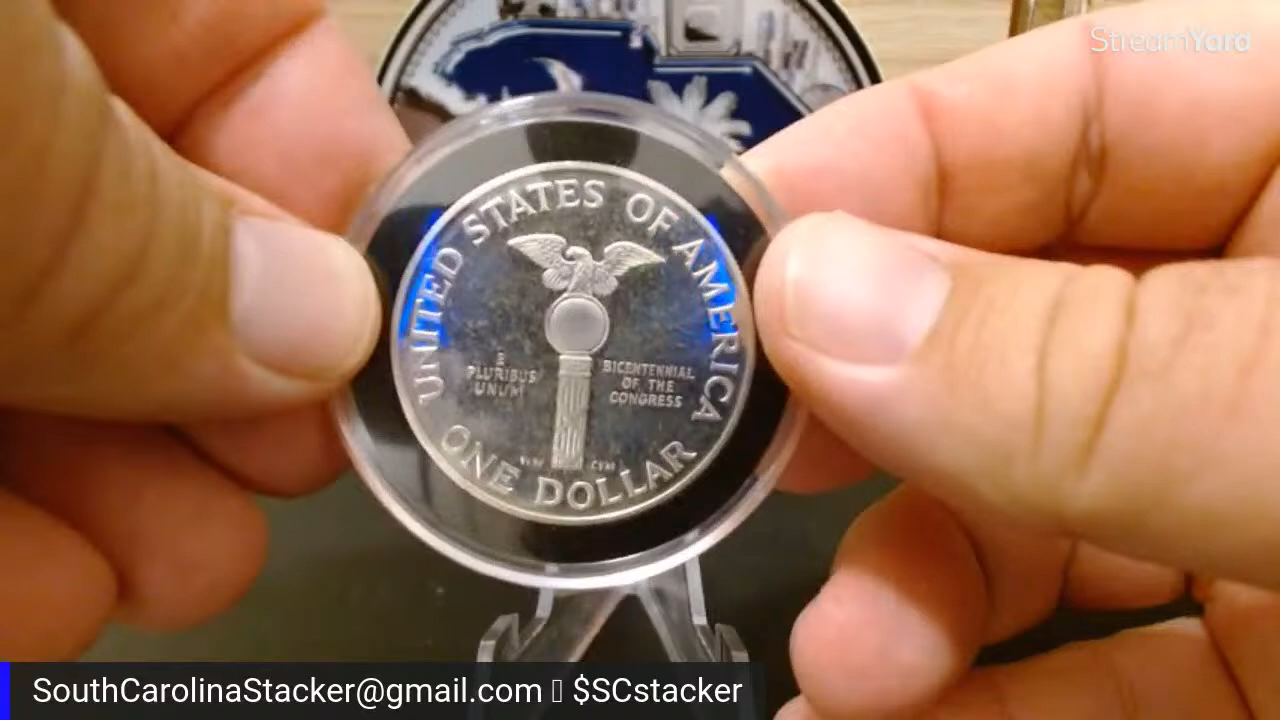 StreamYard
UNITED STATES OF AMERICA
E
PLURIBUS
UNUM
BICENTENNIAL
OF THE
CONGRESS
ONE DOLLAR
SouthCarolinaStacker@gmail.com ▯ $SCstacker